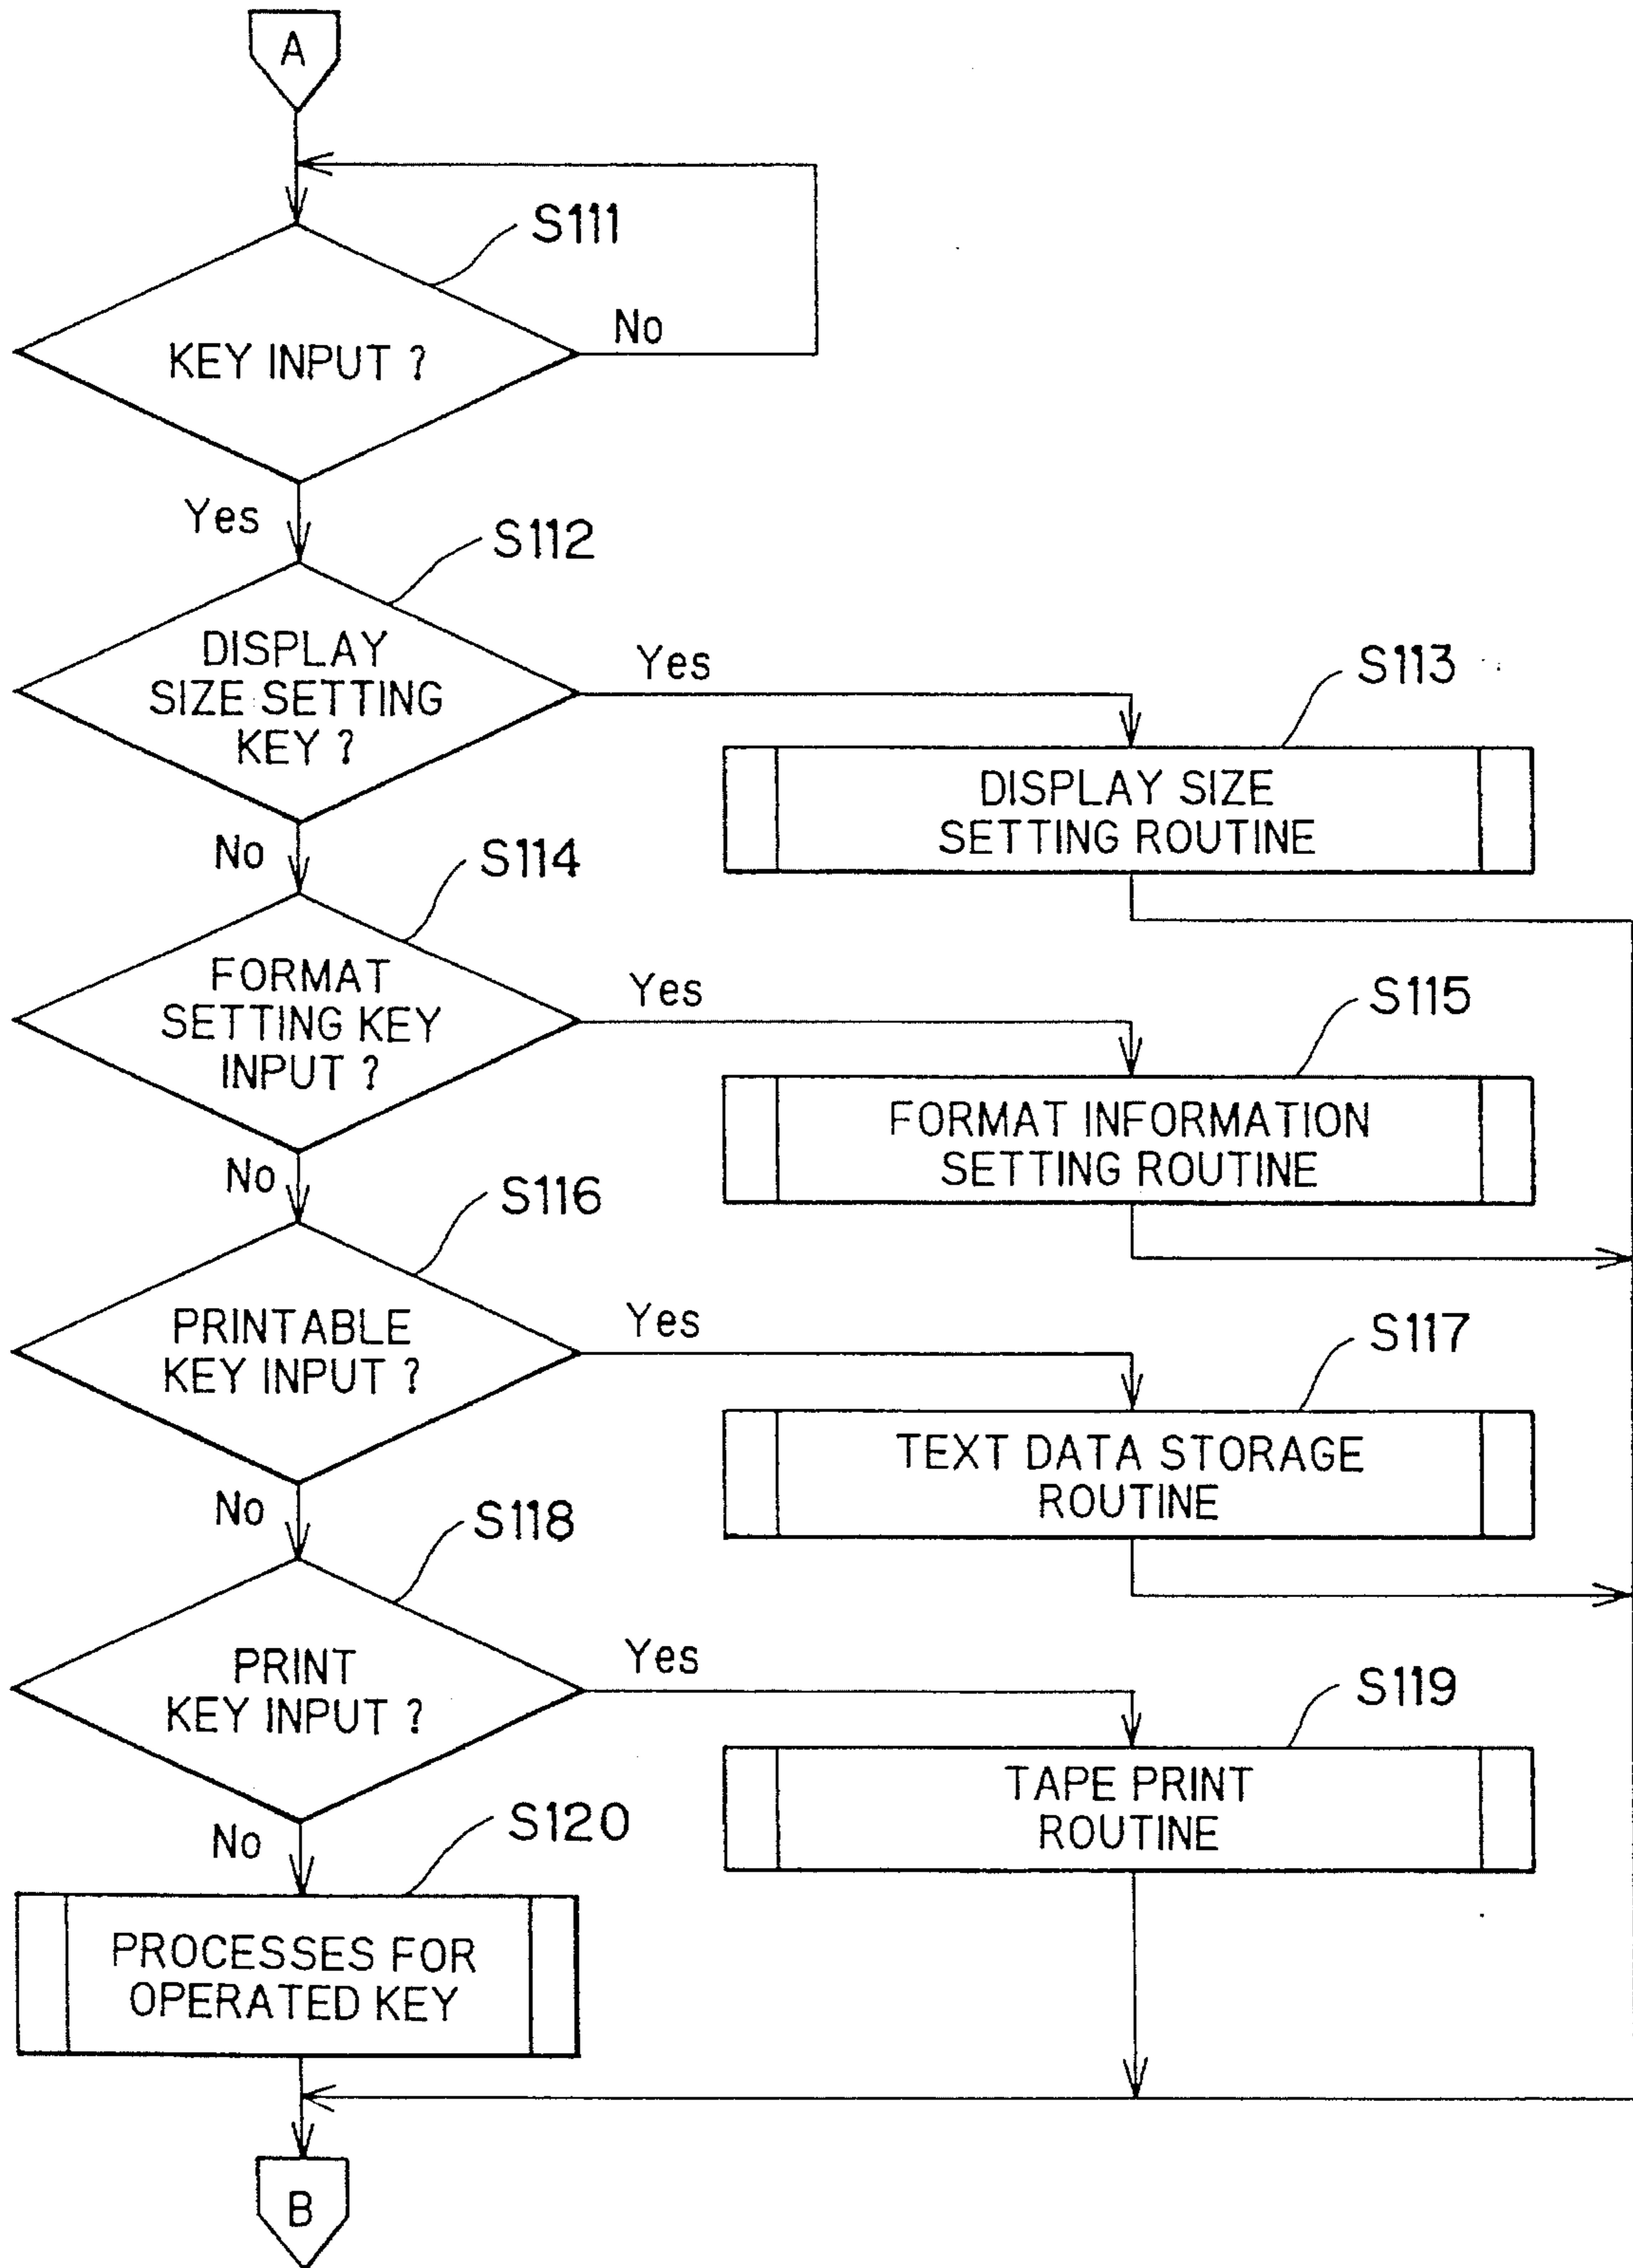 A
S111
KEY INPUT ?
No
Yes
S112
DISPLAY
SIZE SETTING
KEY ?
Yes
S113
DISPLAY SIZE
SETTING ROUTINE
No
S114
FORMAT
SETTING KEY
INPUT ?
Yes
S115
FORMAT INFORMATION
SETTING ROUTINE
No
S116
PRINTABLE
KEY INPUT ?
Yes
S117
TEXT DATA STORAGE
ROUTINE
No
S118
PRINT
KEY INPUT ?
Yes
S119
TAPE PRINT
ROUTINE
No
S120
PROCESSES FOR
OPERATED KEY
B